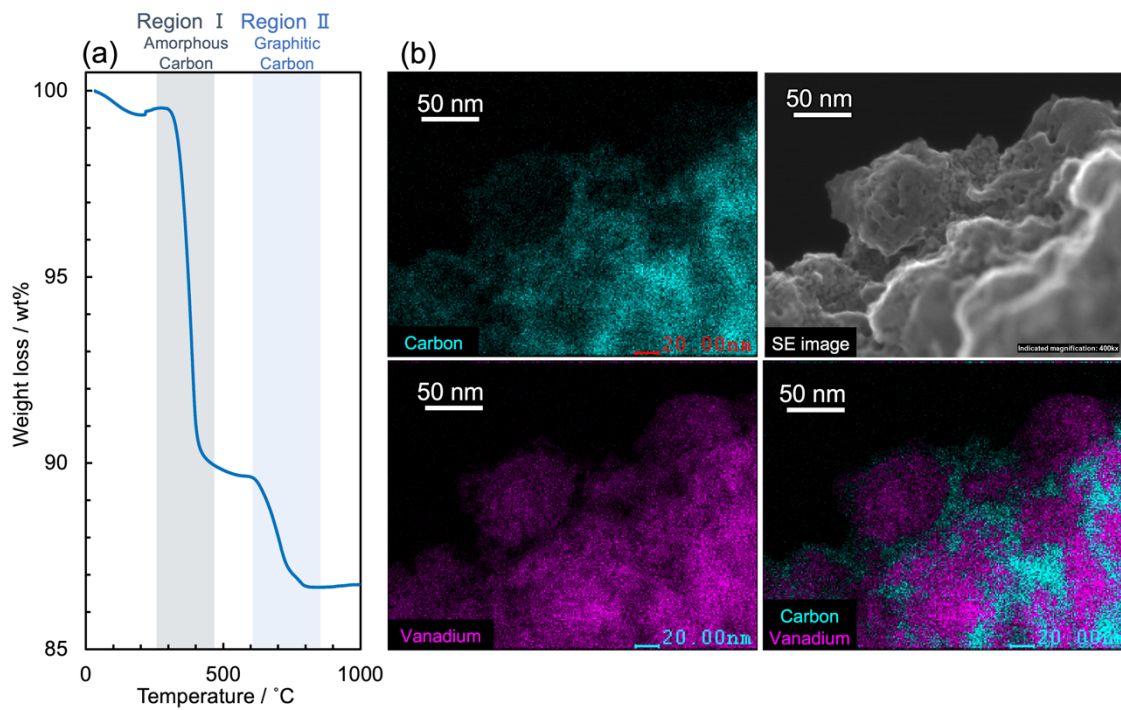 (a)
Region Ⅰ
Amorphous
Carbon
Region Ⅱ
Graphitic
Carbon
100
95
90
85
0
500
1000
Weight loss / wt%
Temperature / ˚C
(b)
50 nm
Carbon
20.00nm
50 nm
SE image
Indicated magnification: 400kx
50 nm
Vanadium
20.00nm
50 nm
Carbon
Vanadium
20.00nm